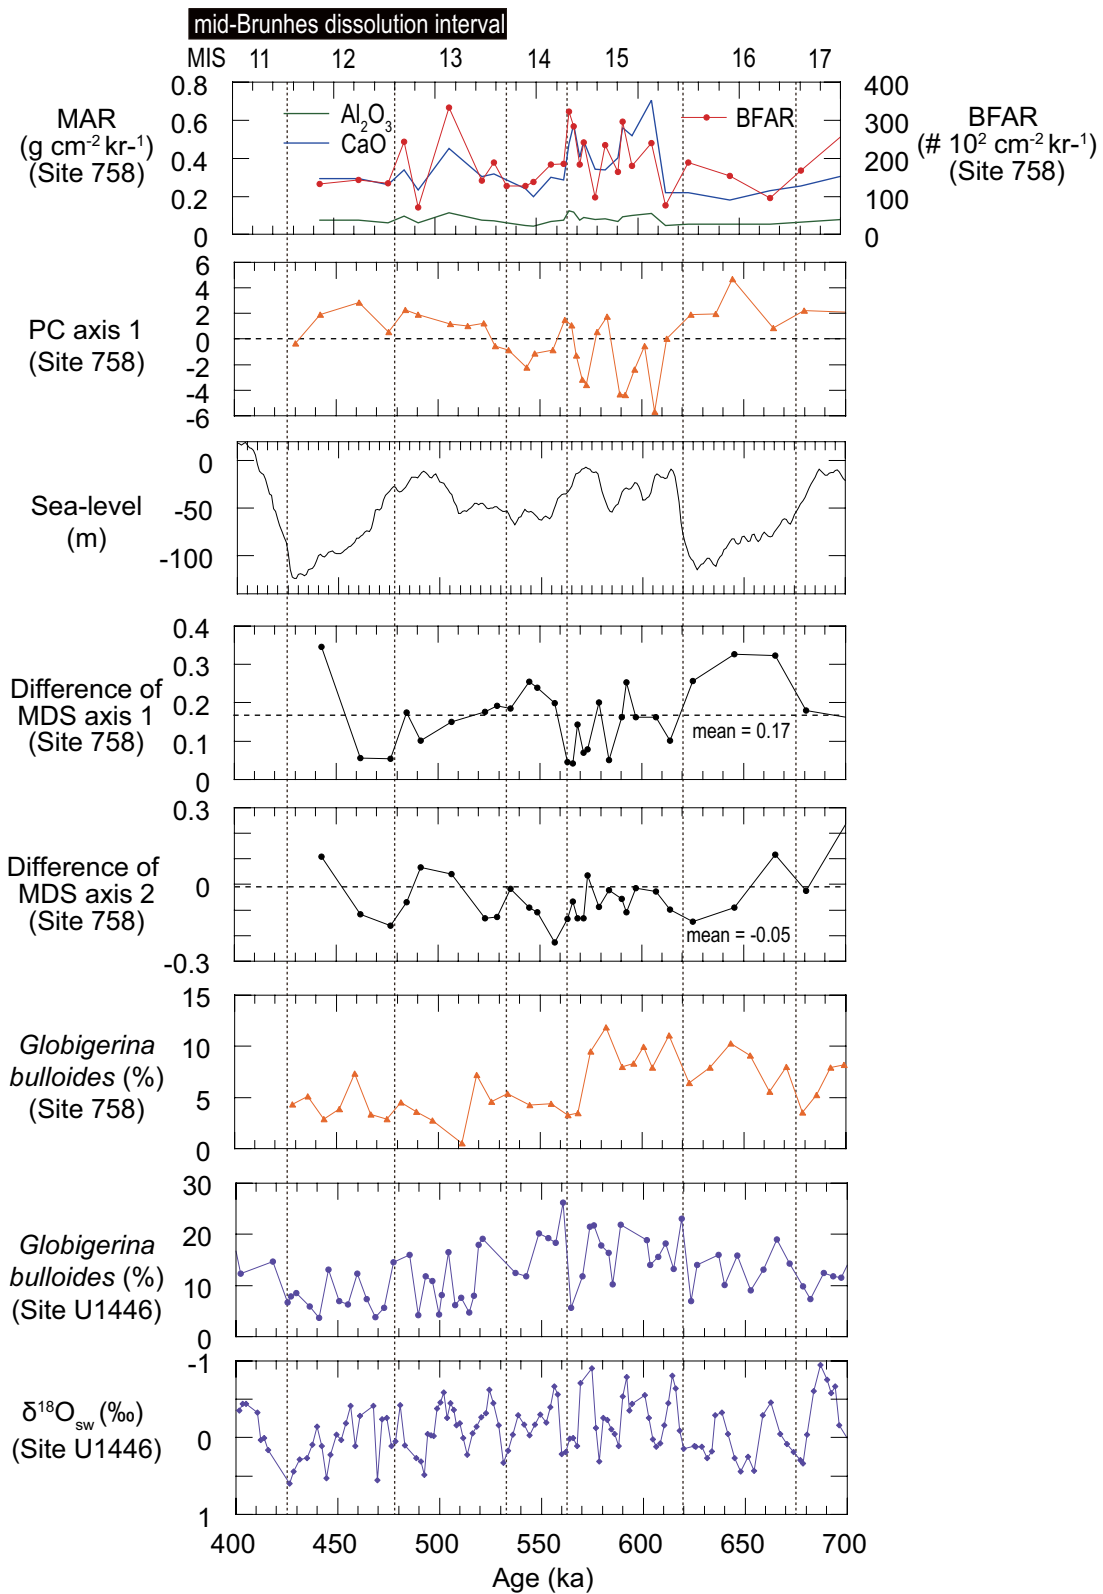 mid-Brunhes dissolution interval
MIS 11 12 13 14 15 16 17
MAR
(g cm-2 kr-1)
(Site 758)
0.8
0.6
0.4
0.2
0
Al2O3
CaO
BFAR
400
300
200
100
0
BFAR
(# 102 cm-2 kr-1)
(Site 758)
PC axis 1
(Site 758)
6
4
2
0
-2
-4
-6
Sea-level
(m)
0
-50
-100
Difference of
MDS axis 1
(Site 758)
0.4
0.3
0.2
0.1
0
mean = 0.17
Difference of
MDS axis 2
(Site 758)
0.3
0
-0.3
mean = -0.05
Globigerina
bulloides (%)
(Site 758)
15
10
5
0
Globigerina
bulloides (%)
(Site U1446)
30
20
10
0
δ18Osw (‰)
(Site U1446)
-1
0
1
400 450 500 550 600 650 700
Age (ka)